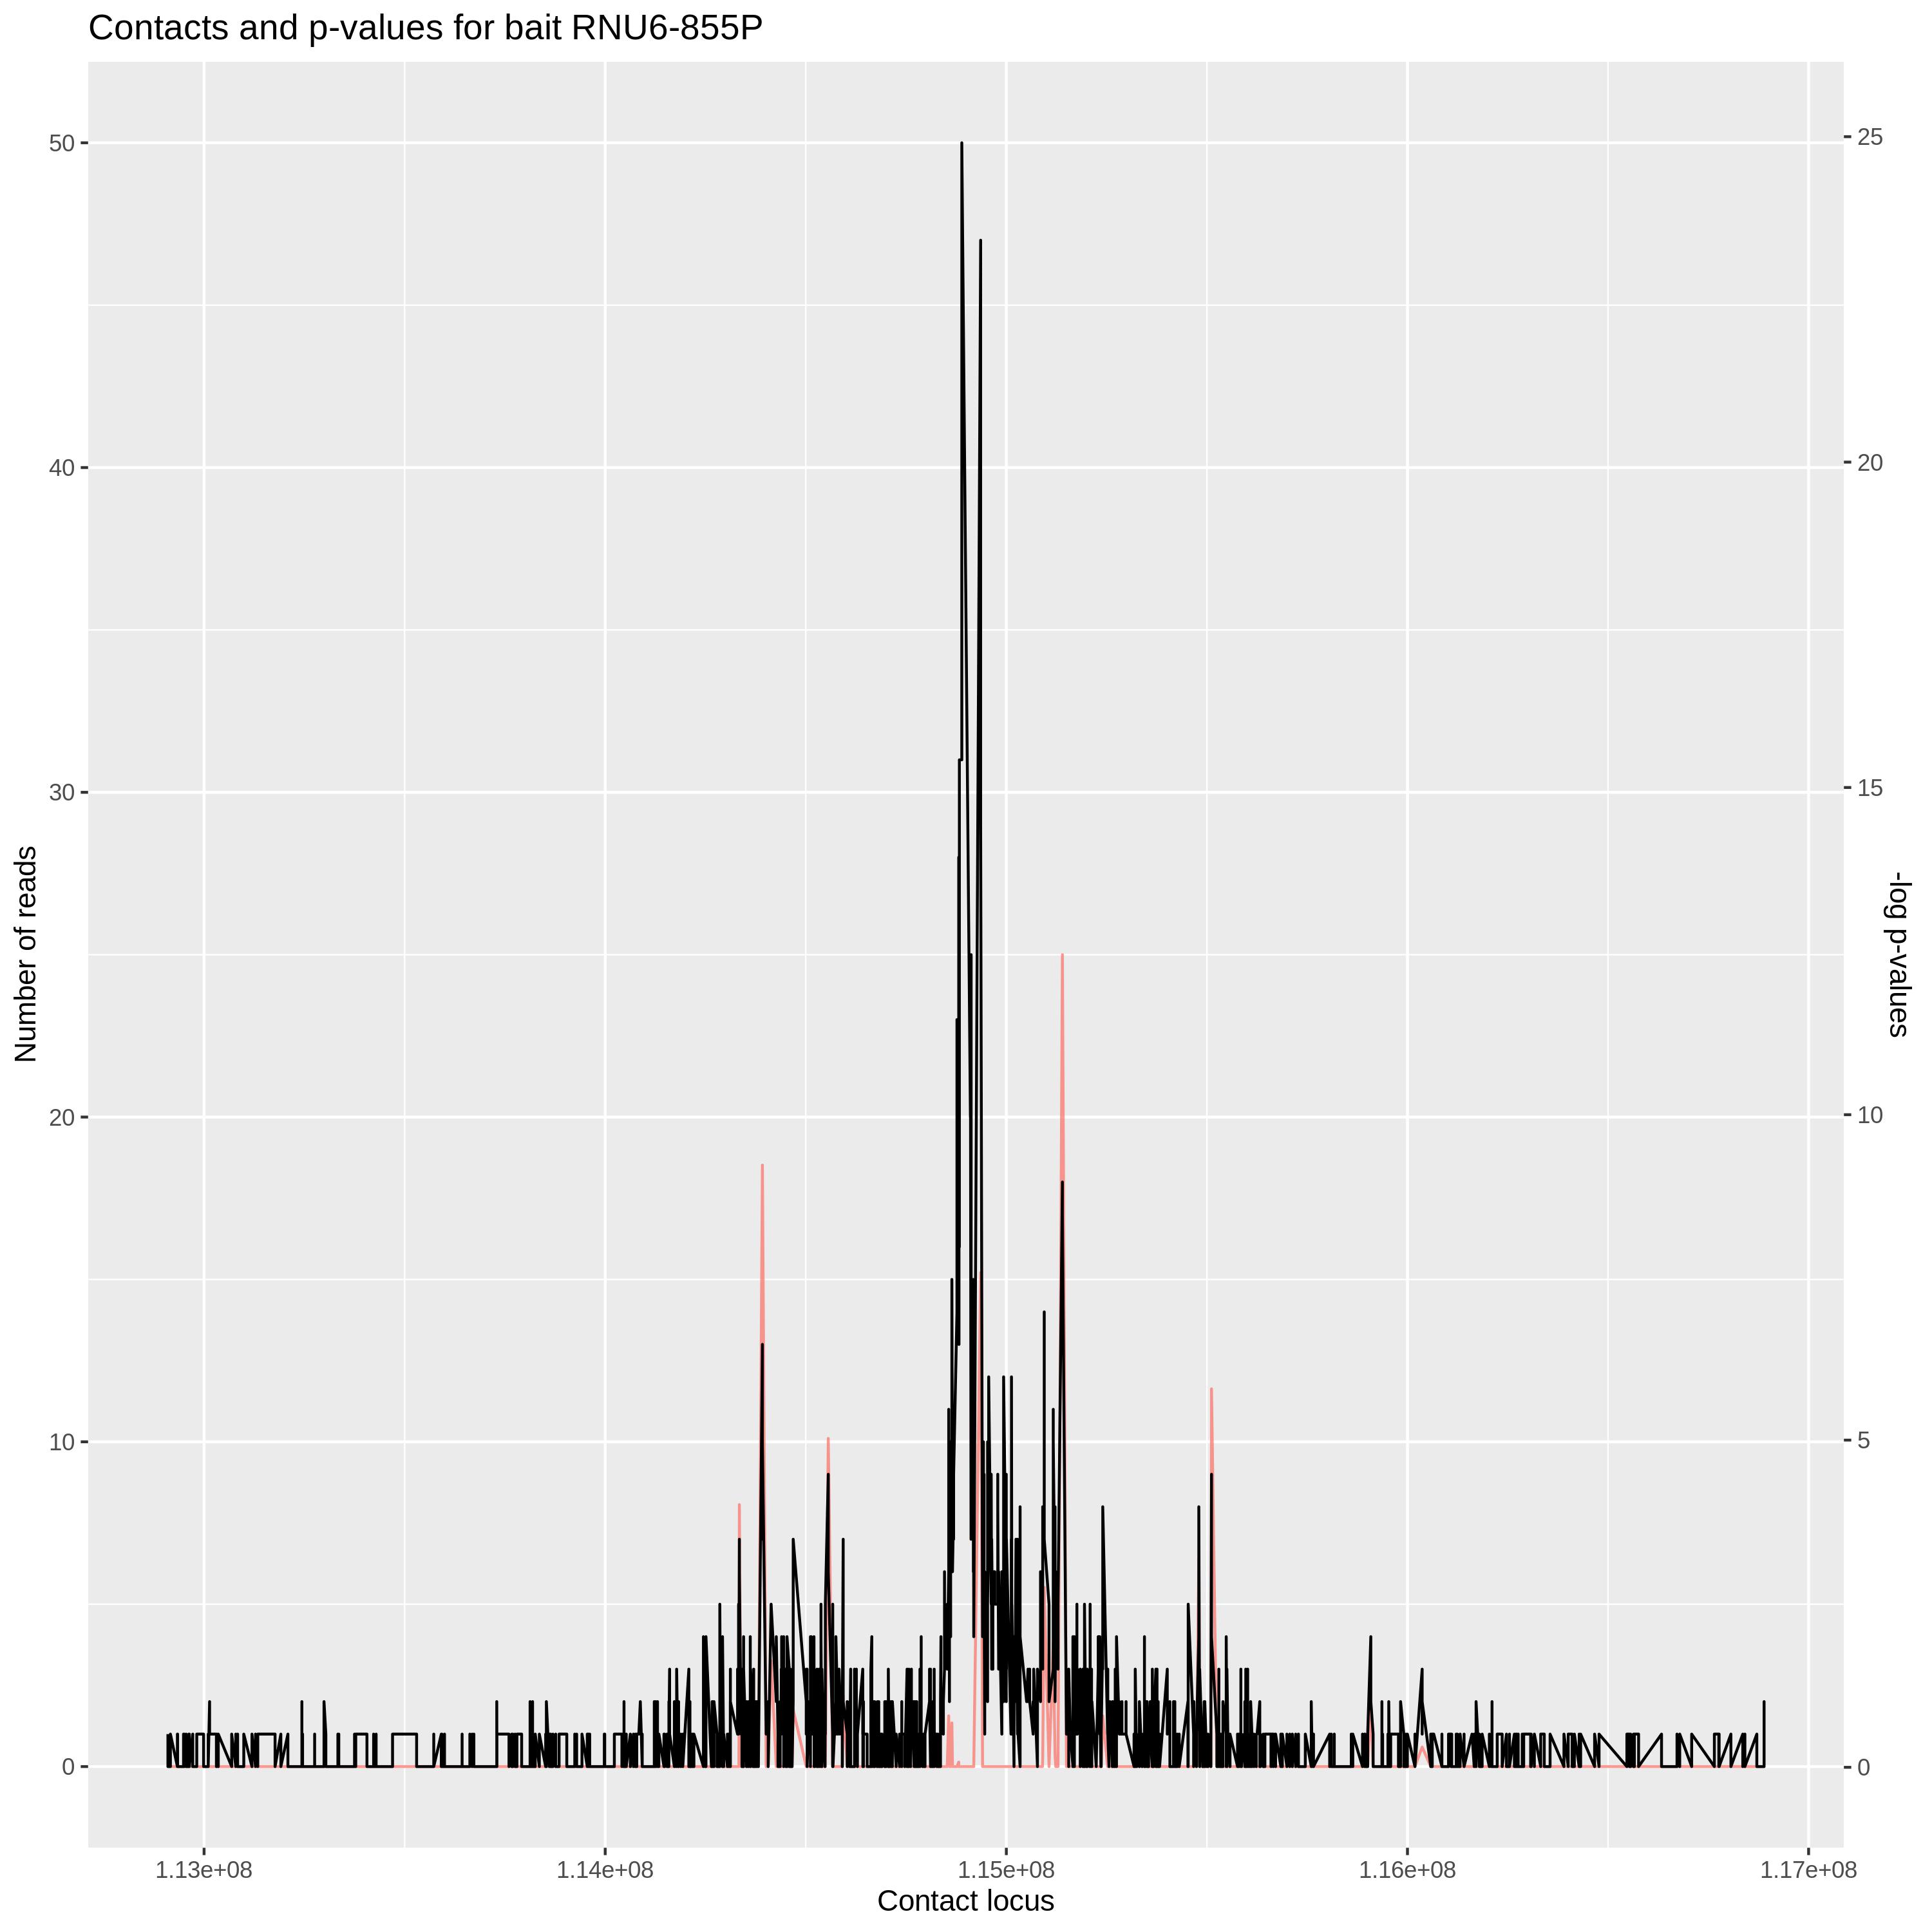 Contacts and p-values for bait RNU6-855P
50
40
30
20
10
0
Number of reads
25
20
15
10
5
0
-log p-values
1.13e+08
1.14e+08
1.15e+08
1.16e+08
1.17e+08
Contact locus